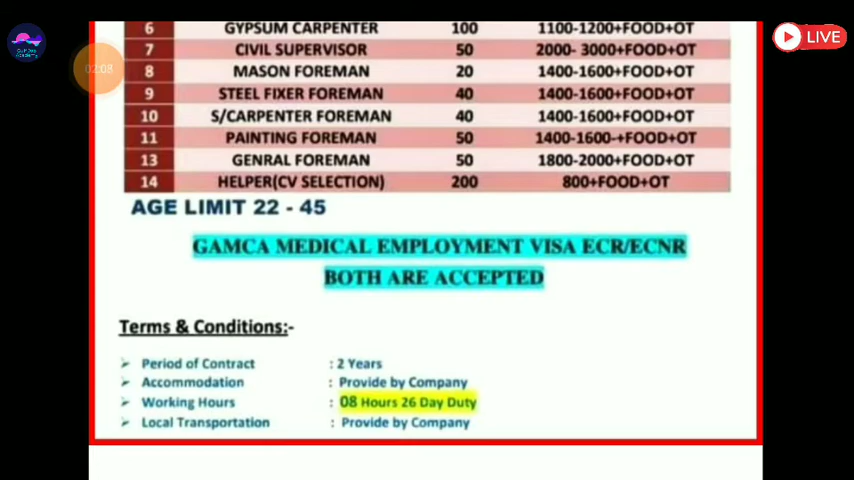 LIVE
Gulf Job
Academy
02:08
6 GYPSUM CARPENTER 100 1100-1200+FOOD+OT
7 CIVIL SUPERVISOR 50 2000- 3000+FOOD+OT
8 MASON FOREMAN 20 1400-1600+FOOD+OT
9 STEEL FIXER FOREMAN 40 1400-1600+FOOD+OT
10 S/CARPENTER FOREMAN 40 1400-1600+FOOD+OT
11 PAINTING FOREMAN 50 1400-1600-+FOOD+OT
13 GENRAL FOREMAN 50 1800-2000+FOOD+OT
14 HELPER(CV SELECTION) 200 800+FOOD+OT
AGE LIMIT 22 - 45
GAMCA MEDICAL EMPLOYMENT VISA ECR/ECNR
BOTH ARE ACCEPTED
Terms & Conditions:-
Period of Contract : 2 Years
Accommodation : Provide by Company
Working Hours : 08 Hours 26 Day Duty
Local Transportation : Provide by Company